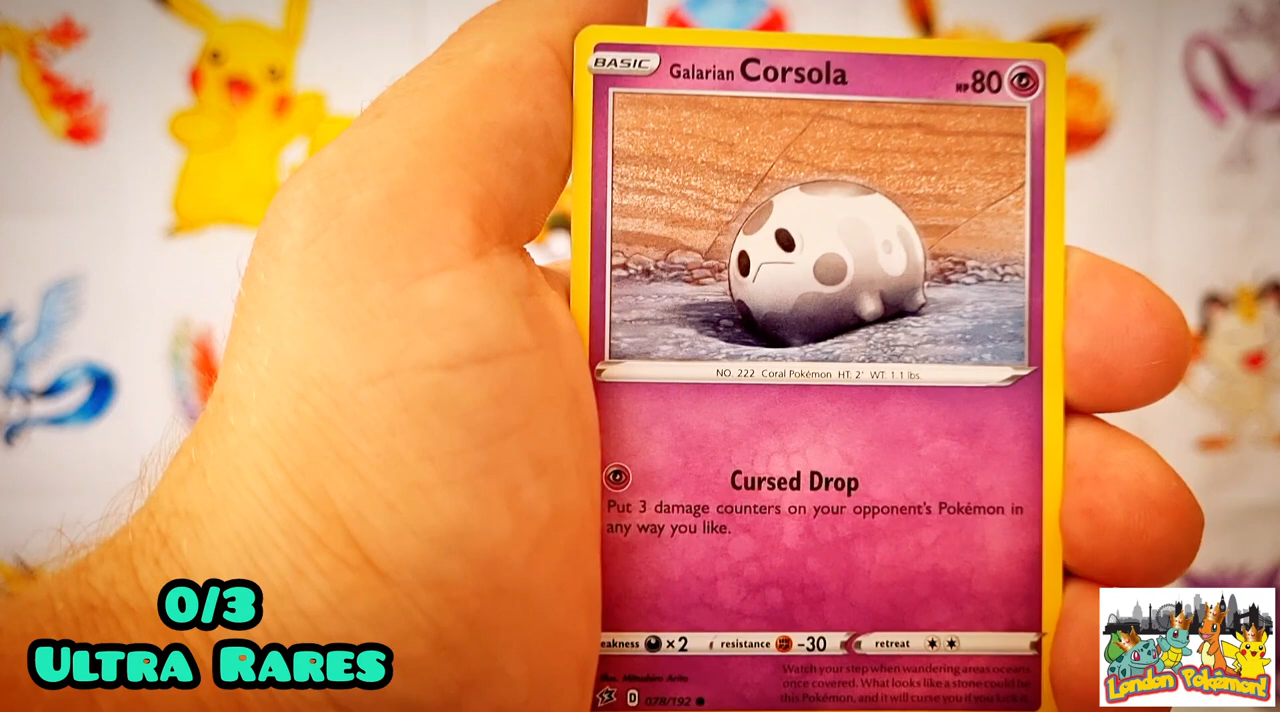 BASIC Galarian Corsola HP 80
NO. 222 Coral Pokémon HT: 2' WT: 1.1 lbs.
Cursed Drop
Put 3 damage counters on your opponent's Pokémon in
any way you like.
eakness ×2 resistance -30 retreat
Watch your step when wandering areas oceans
once covered. What looks like a stone could be
this Pokémon, and it will curse you if you kick it.
Illus. Mitsuhiro Arita
D 078/192
0/3
ULTRA RARES
London Pokémon!